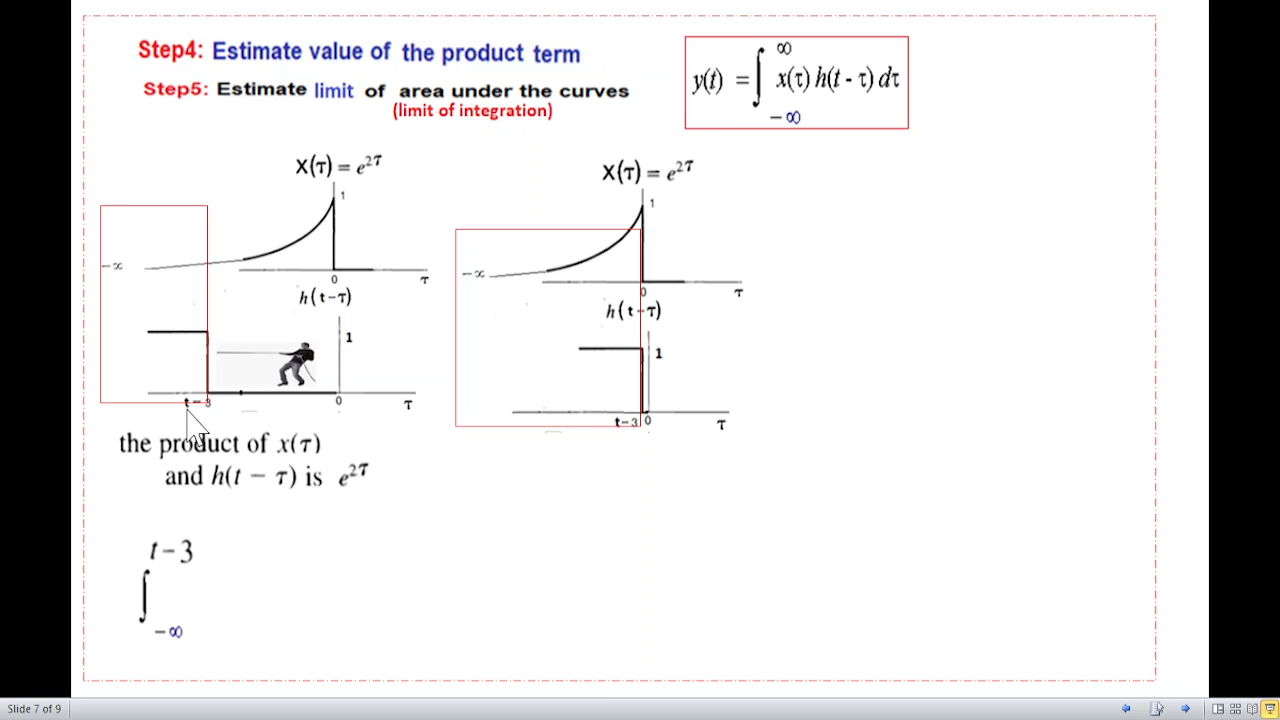 Step4: Estimate value of the product term
Step5: Estimate limit of area under the curves
(limit of integration)
y(t) = ∫ x(τ) h(t - τ) dτ
∞
- ∞
X(τ) = e^2τ
1
-∞
0
τ
h(t-τ)
1
t-3
0
τ
X(τ) = e^2τ
1
-∞
0
τ
h(t-τ)
1
t-3
0
τ
the product of x(τ)
and h(t - τ) is e^2τ
t-3
∫
-∞
Slide 7 of 9